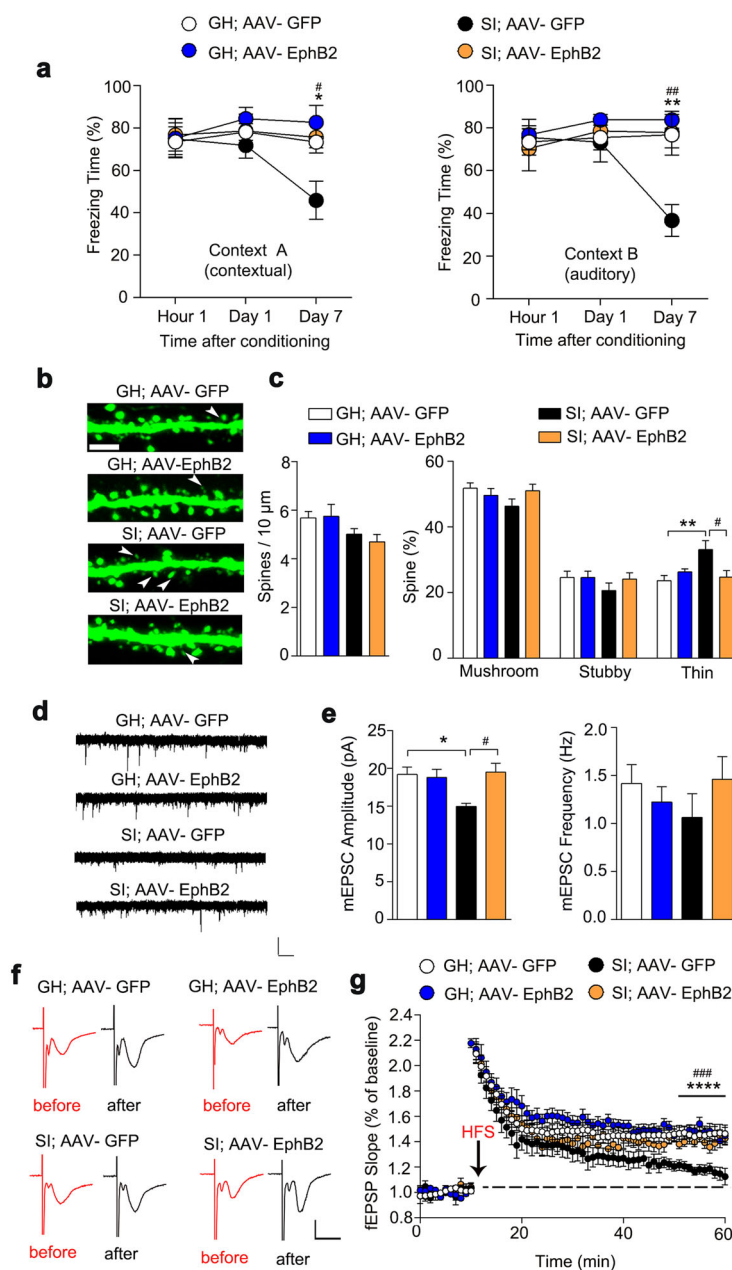 GH; AAV- GFP
SI; AAV- GFP
GH; AAV- EphB2
SI; AAV- EphB2
a
100
80
60
40
20
0
Freezing Time (%)
#
*
Context A
(contextual)
Hour 1 Day 1 Day 7
Time after conditioning
100
80
60
40
20
0
Freezing Time (%)
##
**
Context B
(auditory)
Hour 1 Day 1 Day 7
Time after conditioning
b
GH; AAV- GFP
GH; AAV-EphB2
SI; AAV- GFP
SI; AAV- EphB2
c
GH; AAV- GFP
SI; AAV- GFP
GH; AAV- EphB2
SI; AAV- EphB2
8
6
4
2
0
Spines / 10 µm
60
40
20
0
Spine (%)
** #
Mushroom Stubby Thin
d
GH; AAV- GFP
GH; AAV- EphB2
SI; AAV- GFP
SI; AAV- EphB2
e
25
20
15
10
5
0
mEPSC Amplitude (pA)
* #
2.0
1.5
1.0
0.5
0.0
mEPSC Frequency (Hz)
f
GH; AAV- GFP
GH; AAV- EphB2
before after
before after
SI; AAV- GFP
SI; AAV- EphB2
before after
before after
g
GH; AAV- GFP
SI; AAV- GFP
GH; AAV- EphB2
SI; AAV- EphB2
2.4
2.2
2.0
1.8
1.6
1.4
1.2
1.0
0.8
fEPSP Slope (% of baseline)
HFS
###
****
0 20 40 60
Time (min)